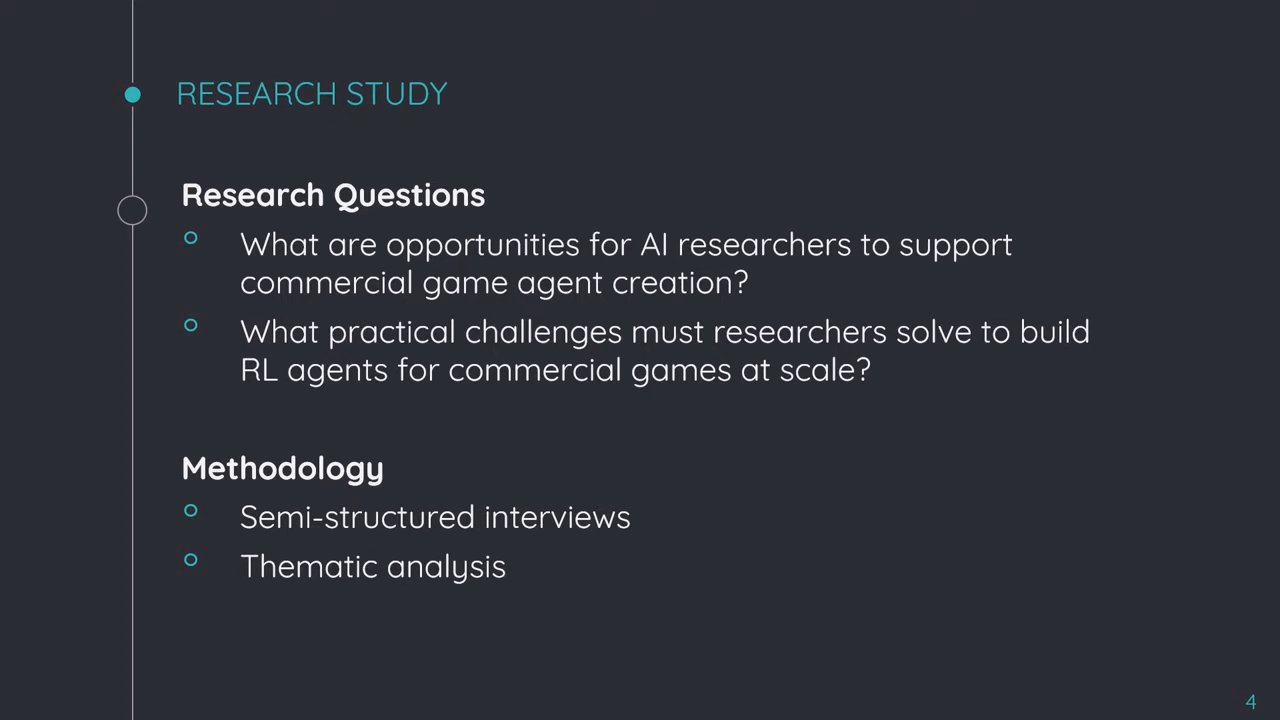 RESEARCH STUDY
Research Questions
What are opportunities for AI researchers to support
commercial game agent creation?
What practical challenges must researchers solve to build
RL agents for commercial games at scale?
Methodology
Semi-structured interviews
Thematic analysis
4